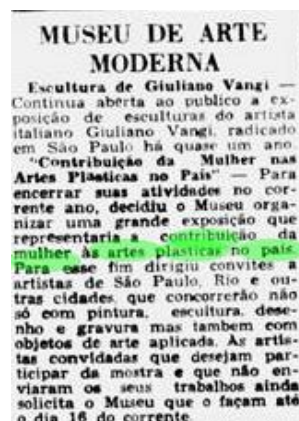 MUSEU DE ARTE
MODERNA
Escultura de Giuliano Vangi —
Continua aberta ao publico a ex-
posição de esculturas do artista
italiano Giuliano Vangi, radicado
em São Paulo há quase um ano.
"Contribuição da Mulher nas
Artes Plasticas no País" — Para
encerrar suas atividades no cor-
rente ano, decidiu o Museu orga-
nizar uma grande exposição que
representaria a contribuição da
mulher às artes plasticas no país.
Para esse fim dirigiu convites a
artistas de São Paulo, Rio e ou-
tras cidades, que concorrerão não
só com pintura, escultura, dese-
nho e gravura mas tambem com
objetos de arte aplicada. As artis-
tas convidadas que desejam par-
ticipar da mostra e que não en-
viaram os seus trabalhos ainda
solicita o Museu que o façam até
o dia 16 do corrente.